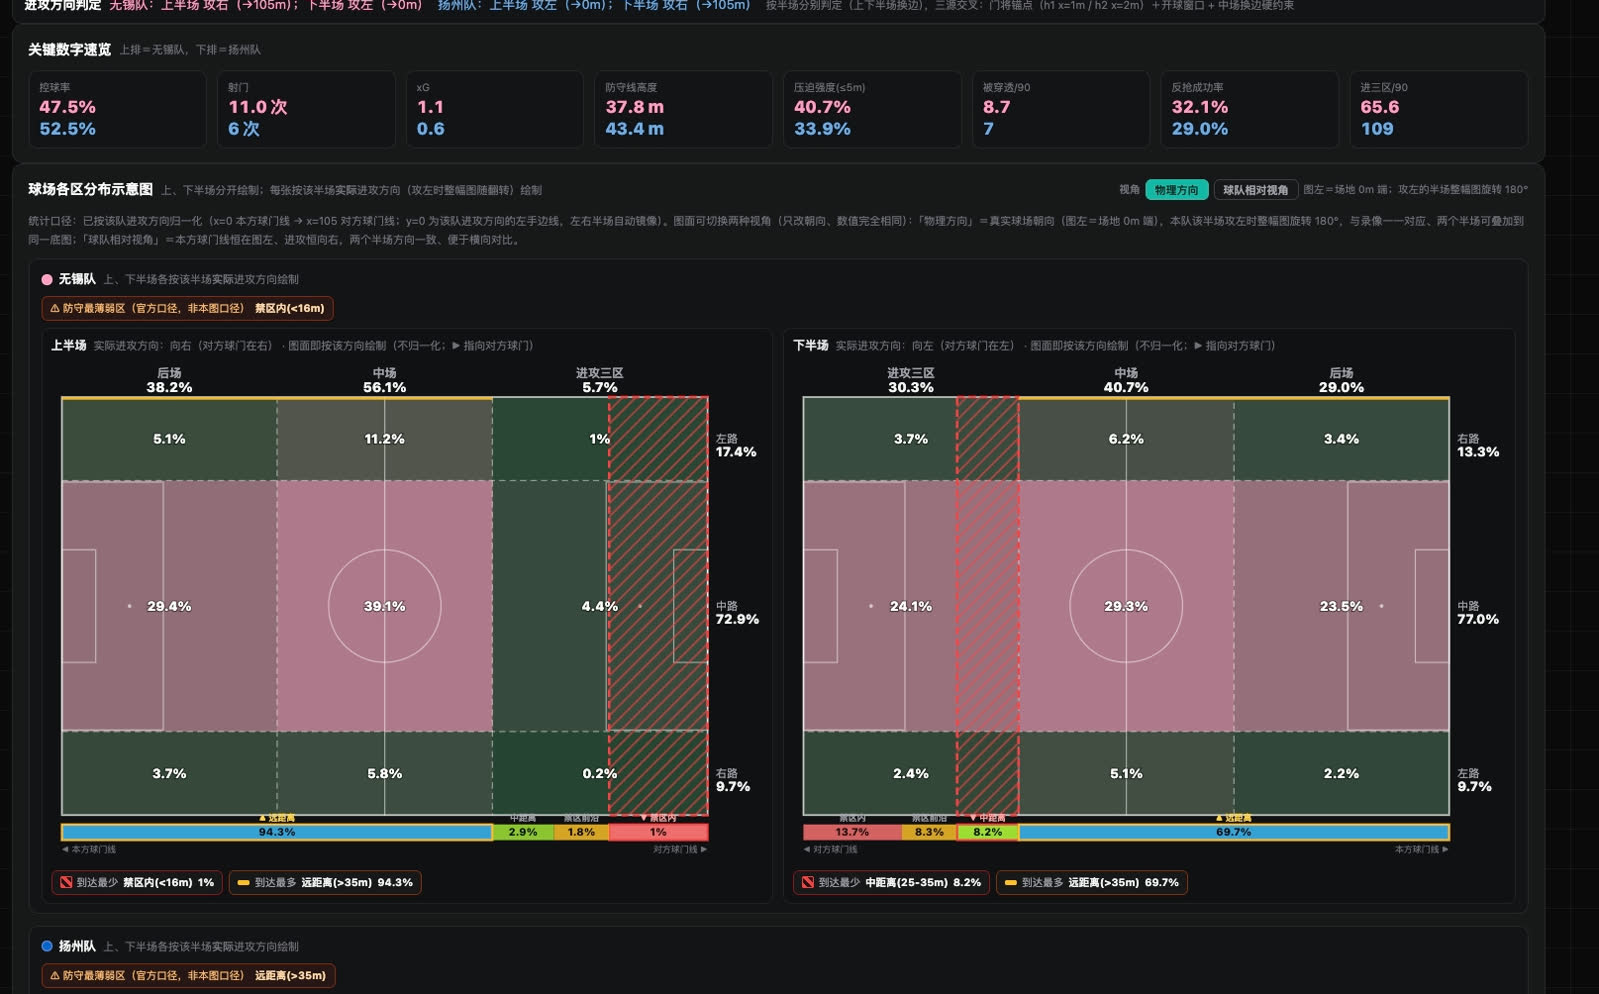 进攻方向判定 无锡队：上半场 攻右（→105m）；下半场 攻左（→0m） 扬州队：上半场 攻左（→0m）；下半场 攻右（→105m） 按半场分别判定（上下半场换边），三源交叉：门将锚点（h1 x=1m / h2 x=2m）＋开球窗口＋中场换边硬约束
关键数字速览 上排＝无锡队，下排＝扬州队
控球率 射门 xG 防守线高度 压迫强度(≤5m) 被穿透/90 反抢成功率 进三区/90
47.5% 11.0 次 1.1 37.8 m 40.7% 8.7 32.1% 65.6
52.5% 6 次 0.6 43.4 m 33.9% 7 29.0% 109
球场各区分布示意图 上、下半场分开绘制；每张按该半场实际进攻方向（攻左时整幅图随翻转）绘制 视角 物理方向 球队相对视角 图左＝场地 0m 端；攻左的半场整幅图旋转 180°
统计口径：已按该队进攻方向归一化（x=0 本方球门线 → x=105 对方球门线；y=0 为该队进攻方向的左手边线，左右半场自动镜像）。图面可切换两种视角（只改朝向、数值完全相同）：「物理方向」＝真实球场朝向（图左＝场地 0m 端），本队该半场攻左时整幅图旋转 180°，与录像一一对应、两个半场可叠加到
同一底图；「球队相对视角」＝本方球门线恒在图左、进攻恒向右，两个半场方向一致、便于横向对比。
无锡队 上、下半场各按该半场实际进攻方向绘制
⚠ 防守最薄弱区（官方口径，非本图口径） 禁区内(<16m)
上半场 实际进攻方向：向右（对方球门在右）· 图面即按该方向绘制（不归一化；▶ 指向对方球门）
后场 中场 进攻三区
38.2% 56.1% 5.7%
5.1% 11.2% 1% 左路
17.4%
29.4% 39.1% 4.4% 中路
72.9%
3.7% 5.8% 0.2% 右路
9.7%
▲ 远距离 中距离 禁区前沿 ▼ 禁区内
94.3% 2.9% 1.8% 1%
◀ 本方球门线 对方球门线 ▶
到达最少 禁区内(<16m) 1% 到达最多 远距离(>35m) 94.3%
下半场 实际进攻方向：向左（对方球门在左）· 图面即按该方向绘制（不归一化；▶ 指向对方球门）
进攻三区 中场 后场
30.3% 40.7% 29.0%
3.7% 6.2% 3.4% 右路
13.3%
24.1% 29.3% 23.5% 中路
77.0%
2.4% 5.1% 2.2% 左路
9.7%
禁区内 禁区前沿 ▼ 中距离 ▲ 远距离
13.7% 8.3% 8.2% 69.7%
◀ 对方球门线 本方球门线 ▶
到达最少 中距离(25-35m) 8.2% 到达最多 远距离(>35m) 69.7%
扬州队 上、下半场各按该半场实际进攻方向绘制
⚠ 防守最薄弱区（官方口径，非本图口径） 远距离(>35m)